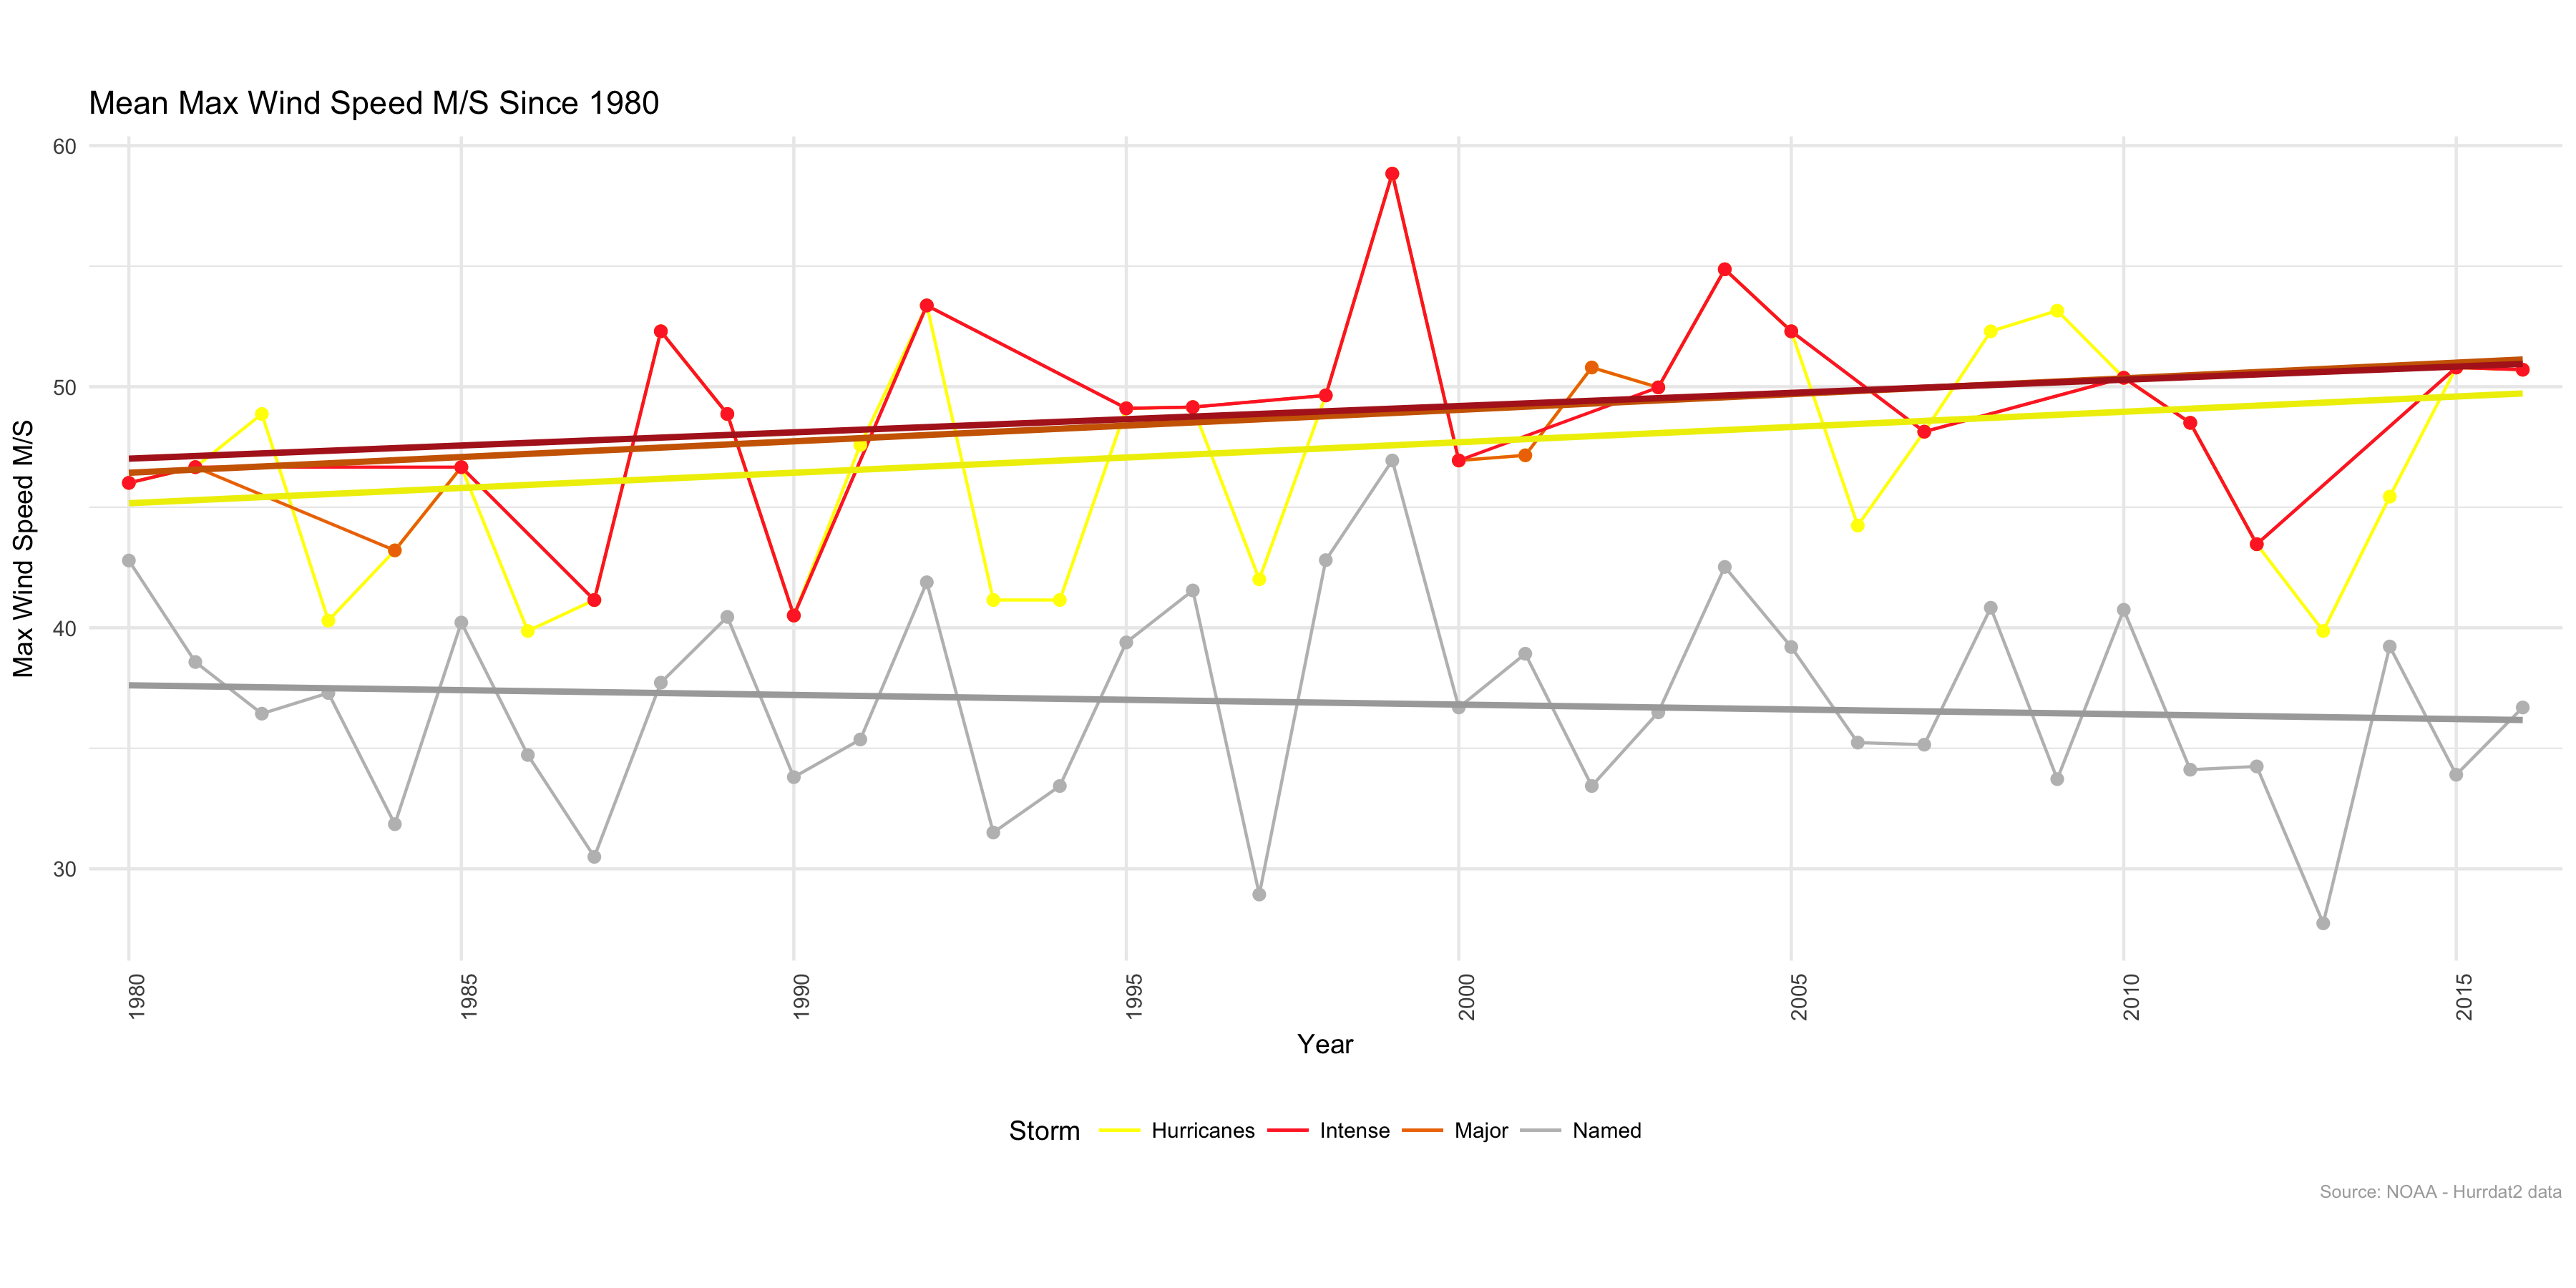 Mean Max Wind Speed M/S Since 1980
Max Wind Speed M/S
60
50
40
30
1980
1985
1990
1995
2000
2005
2010
2015
Year
Storm Hurricanes Intense Major Named
Source: NOAA - Hurrdat2 data